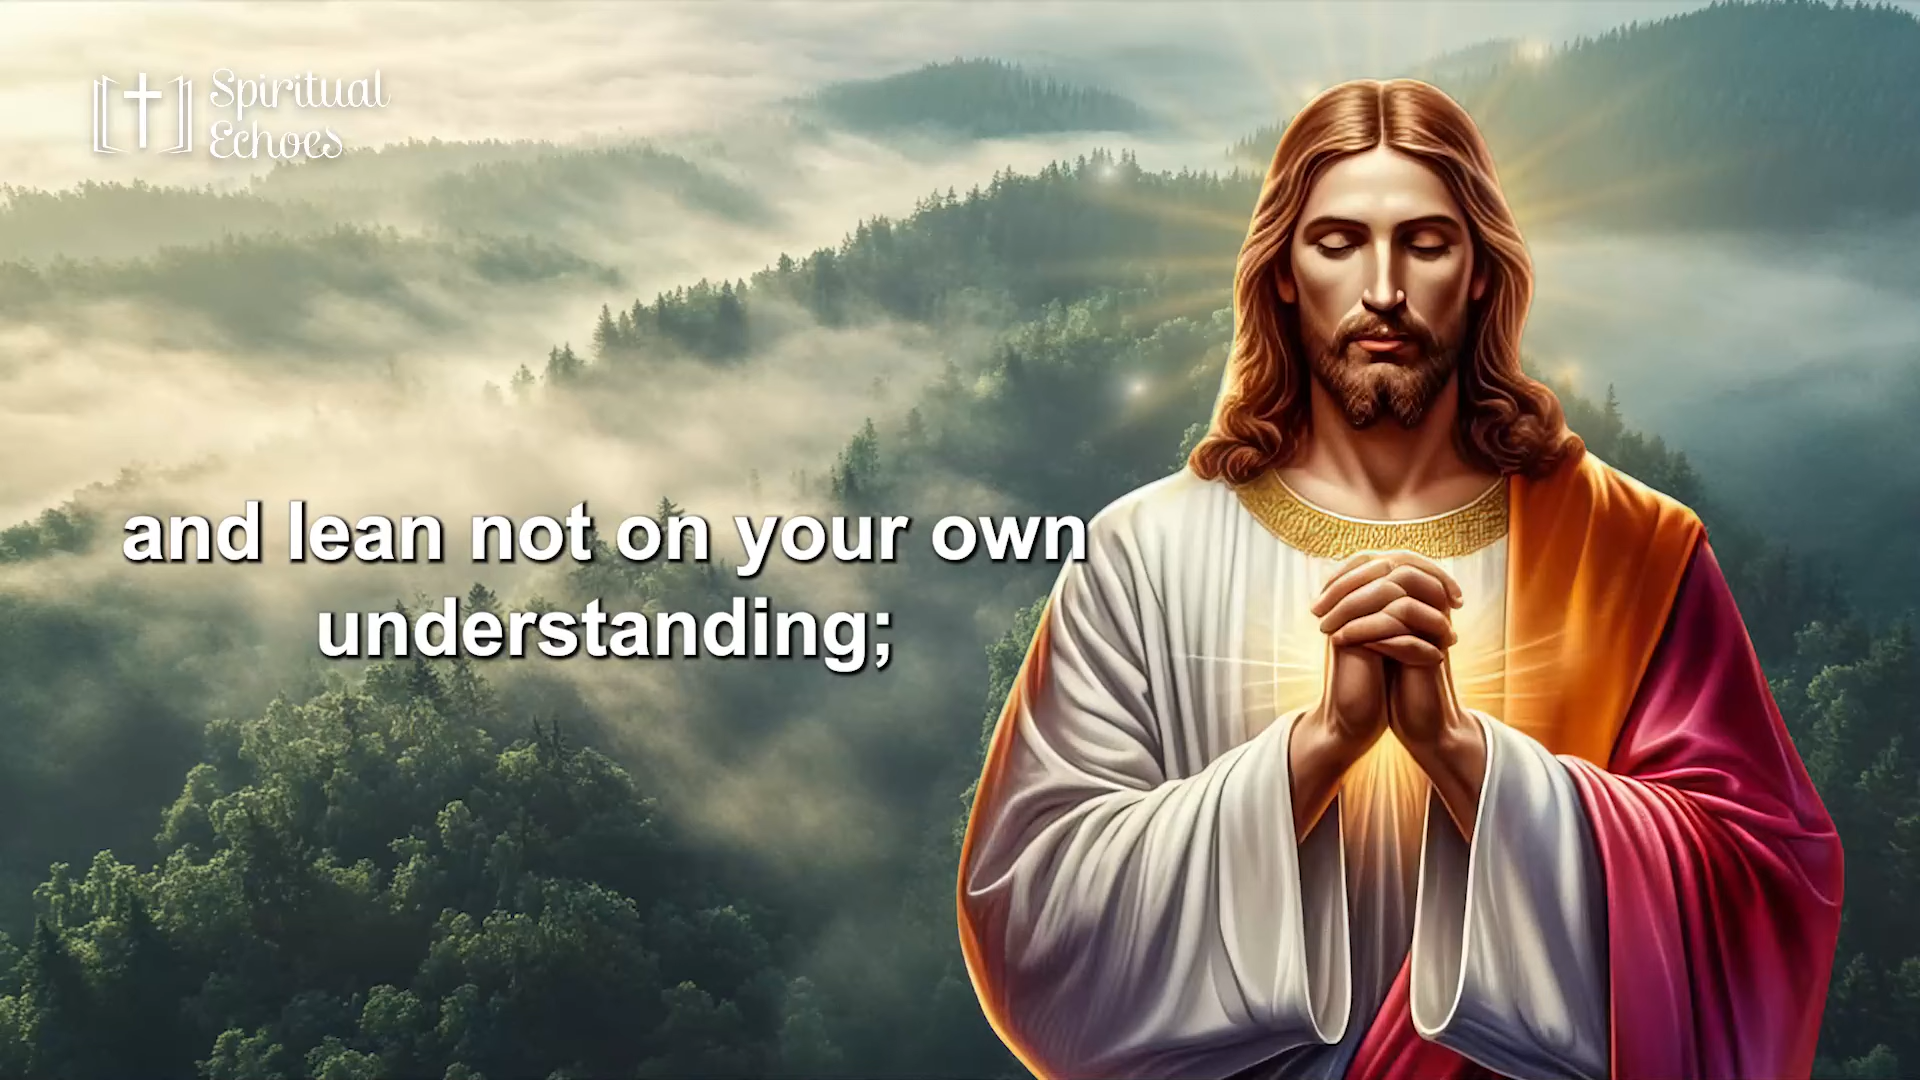 Spiritual
Echoes
and lean not on your own
understanding;